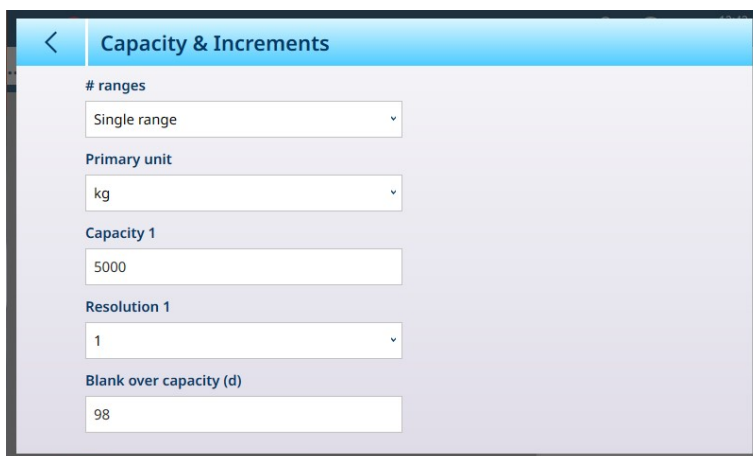 Capacity & Increments
# ranges
Single range
Primary unit
kg
Capacity 1
5000
Resolution 1
1
Blank over capacity (d)
98